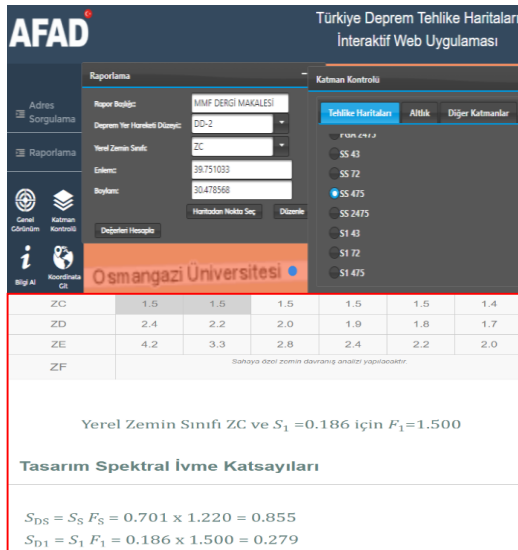 AFAD
Türkiye Deprem Tehlike Haritaları
İnteraktif Web Uygulaması
Adres
Sorgulama
Raporlama
Genel
Görünüm
Katman
Kontrolü
Bilgi Al
Koordinata
Git
Raporlama
Rapor Başlığı:
MMF DERGİ MAKALESİ
Deprem Yer Hareketi Düzeyi:
DD-2
Yerel Zemin Sınıfı:
ZC
Enlem:
39.751033
Boylam:
30.478568
Haritadan Nokta Seç
Düzenle
Değerleri Hesapla
Katman Kontrolü
Tehlike Haritaları Altlık Diğer Katmanlar
PGA 2475
SS 43
SS 72
SS 475
SS 2475
S1 43
S1 72
S1 475
Osmangazi Üniversitesi
ZC 1.5 1.5 1.5 1.5 1.5 1.4
ZD 2.4 2.2 2.0 1.9 1.8 1.7
ZE 4.2 3.3 2.8 2.4 2.2 2.0
ZF Sahaya özel zemin davranış analizi yapılacaktır.
Yerel Zemin Sınıfı ZC ve S₁ =0.186 için F₁=1.500
Tasarım Spektral İvme Katsayıları
S_DS = S_S F_S = 0.701 x 1.220 = 0.855
S_D1 = S₁ F₁ = 0.186 x 1.500 = 0.279